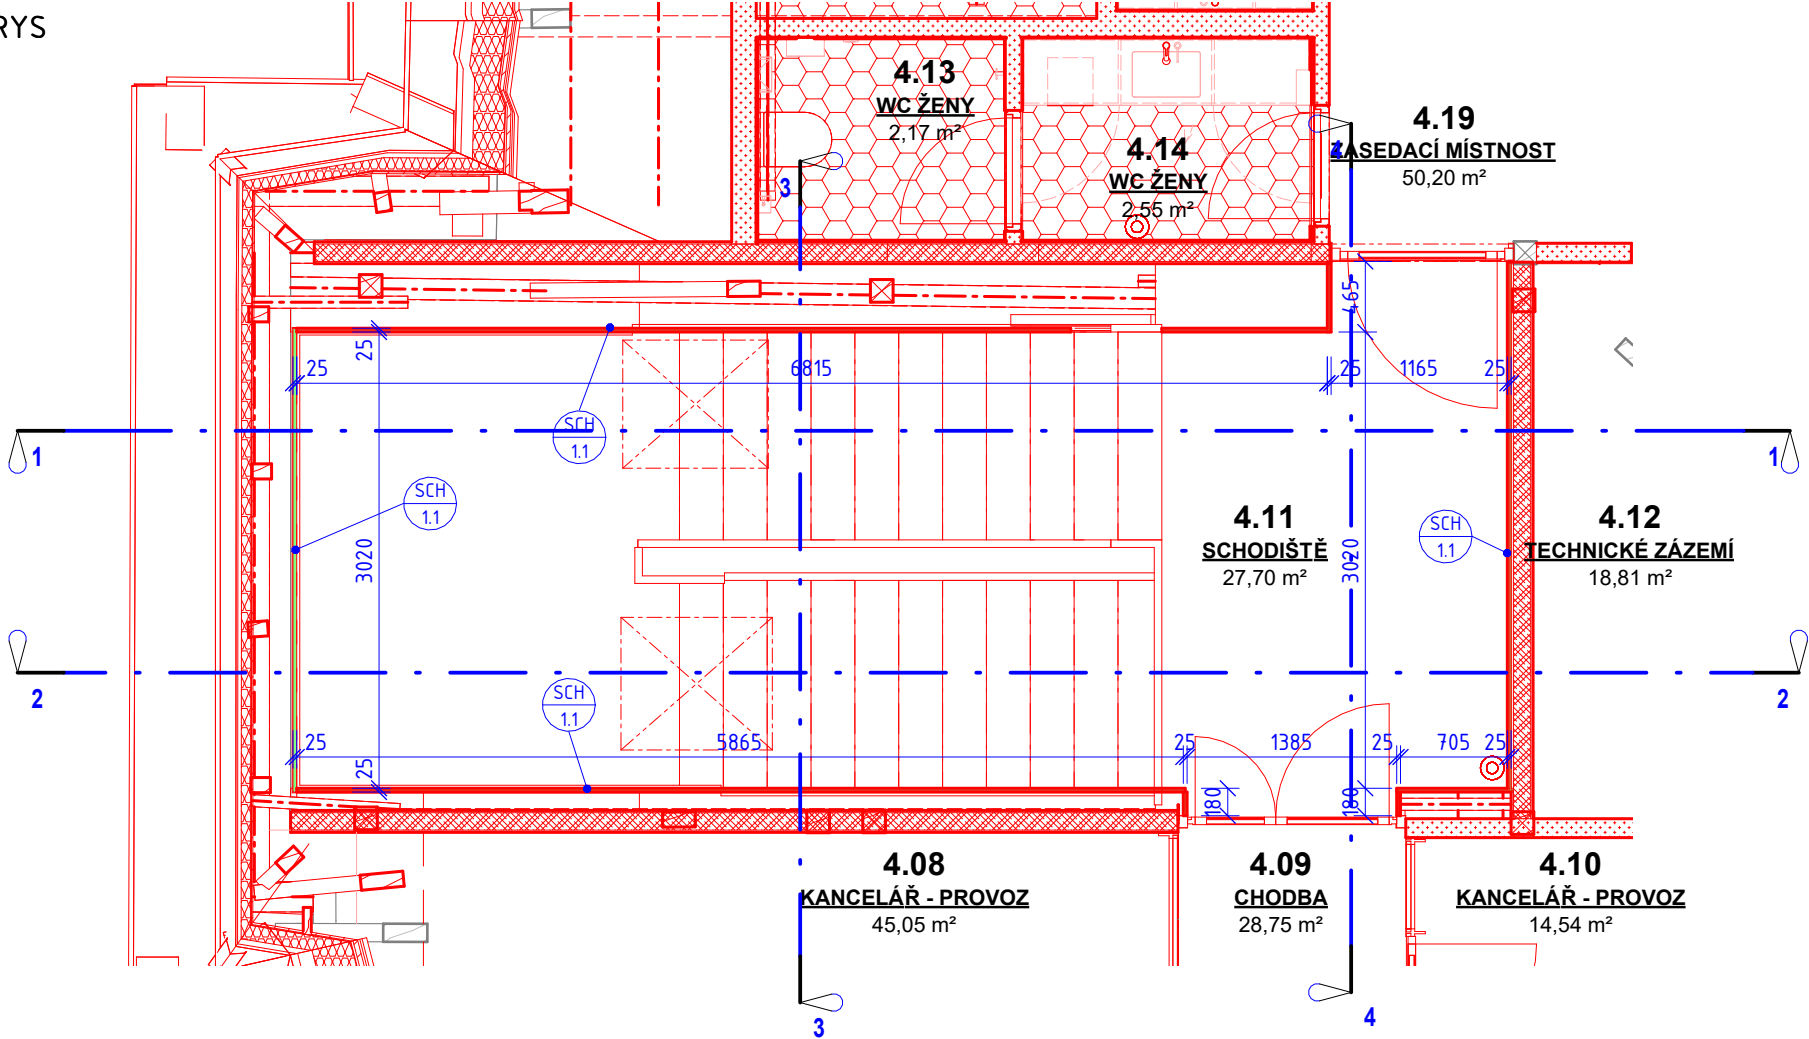 RYS
4.13
WC ŽENY
2,17 m²
4.14
WC ŽENY
2,55 m²
4.19
ZASEDACÍ MÍSTNOST
50,20 m²
3
4
465
25
25
6815
25
1165
25
SCH
1.1
1
1
SCH
1.1
3020
4.11
SCHODIŠTĚ
27,70 m²
3020
SCH
1.1
4.12
TECHNICKÉ ZÁZEMÍ
18,81 m²
2
2
SCH
1.1
25
25
5865
25
1385
25
705
25
180
180
4.08
KANCELÁŘ - PROVOZ
45,05 m²
4.09
CHODBA
28,75 m²
4.10
KANCELÁŘ - PROVOZ
14,54 m²
3
4